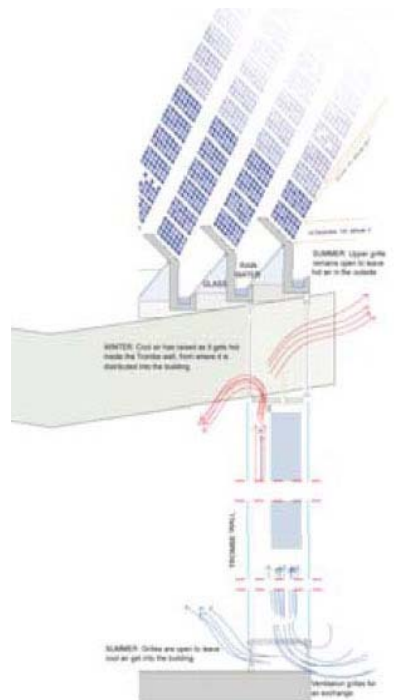 SUMMER: Upper grille
remains open to leave
hot air in the outside
RAIN
WATER
GLASS
WINTER: Cool air has raised as it gets hot
inside the Trombe wall, from where it is
distributed into the building.
TROMBE WALL
SUMMER: Grilles are open to leave
cool air get into the building.
Ventilation grilles for
air exchange